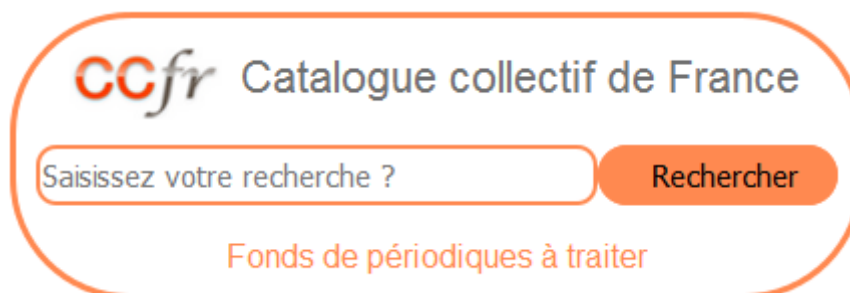 CCfr Catalogue collectif de France
Saisissez votre recherche ? Rechercher
Fonds de périodiques à traiter